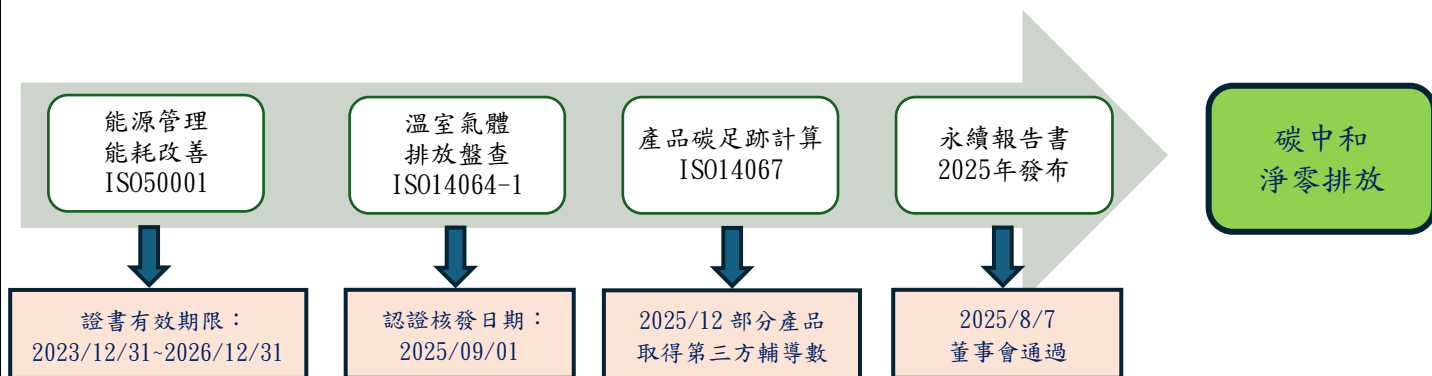 能源管理
能耗改善
ISO50001
溫室氣體
排放盤查
ISO14064-1
產品碳足跡計算
ISO14067
永續報告書
2025年發布
碳中和
淨零排放
證書有效期限：
2023/12/31~2026/12/31
認證核發日期：
2025/09/01
2025/12 部分產品
取得第三方輔導數
2025/8/7
董事會通過